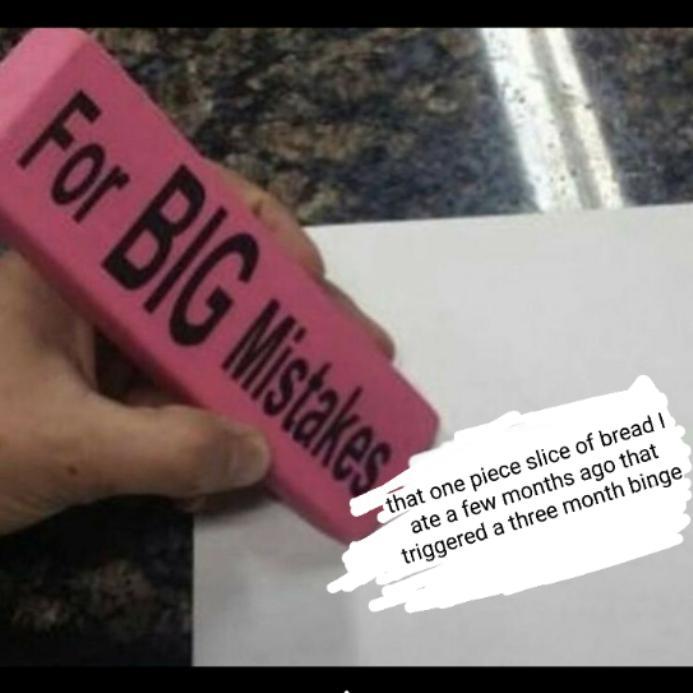 For BIG Mistakes
that one piece slice of bread I
ate a few months ago that
triggered a three month binge